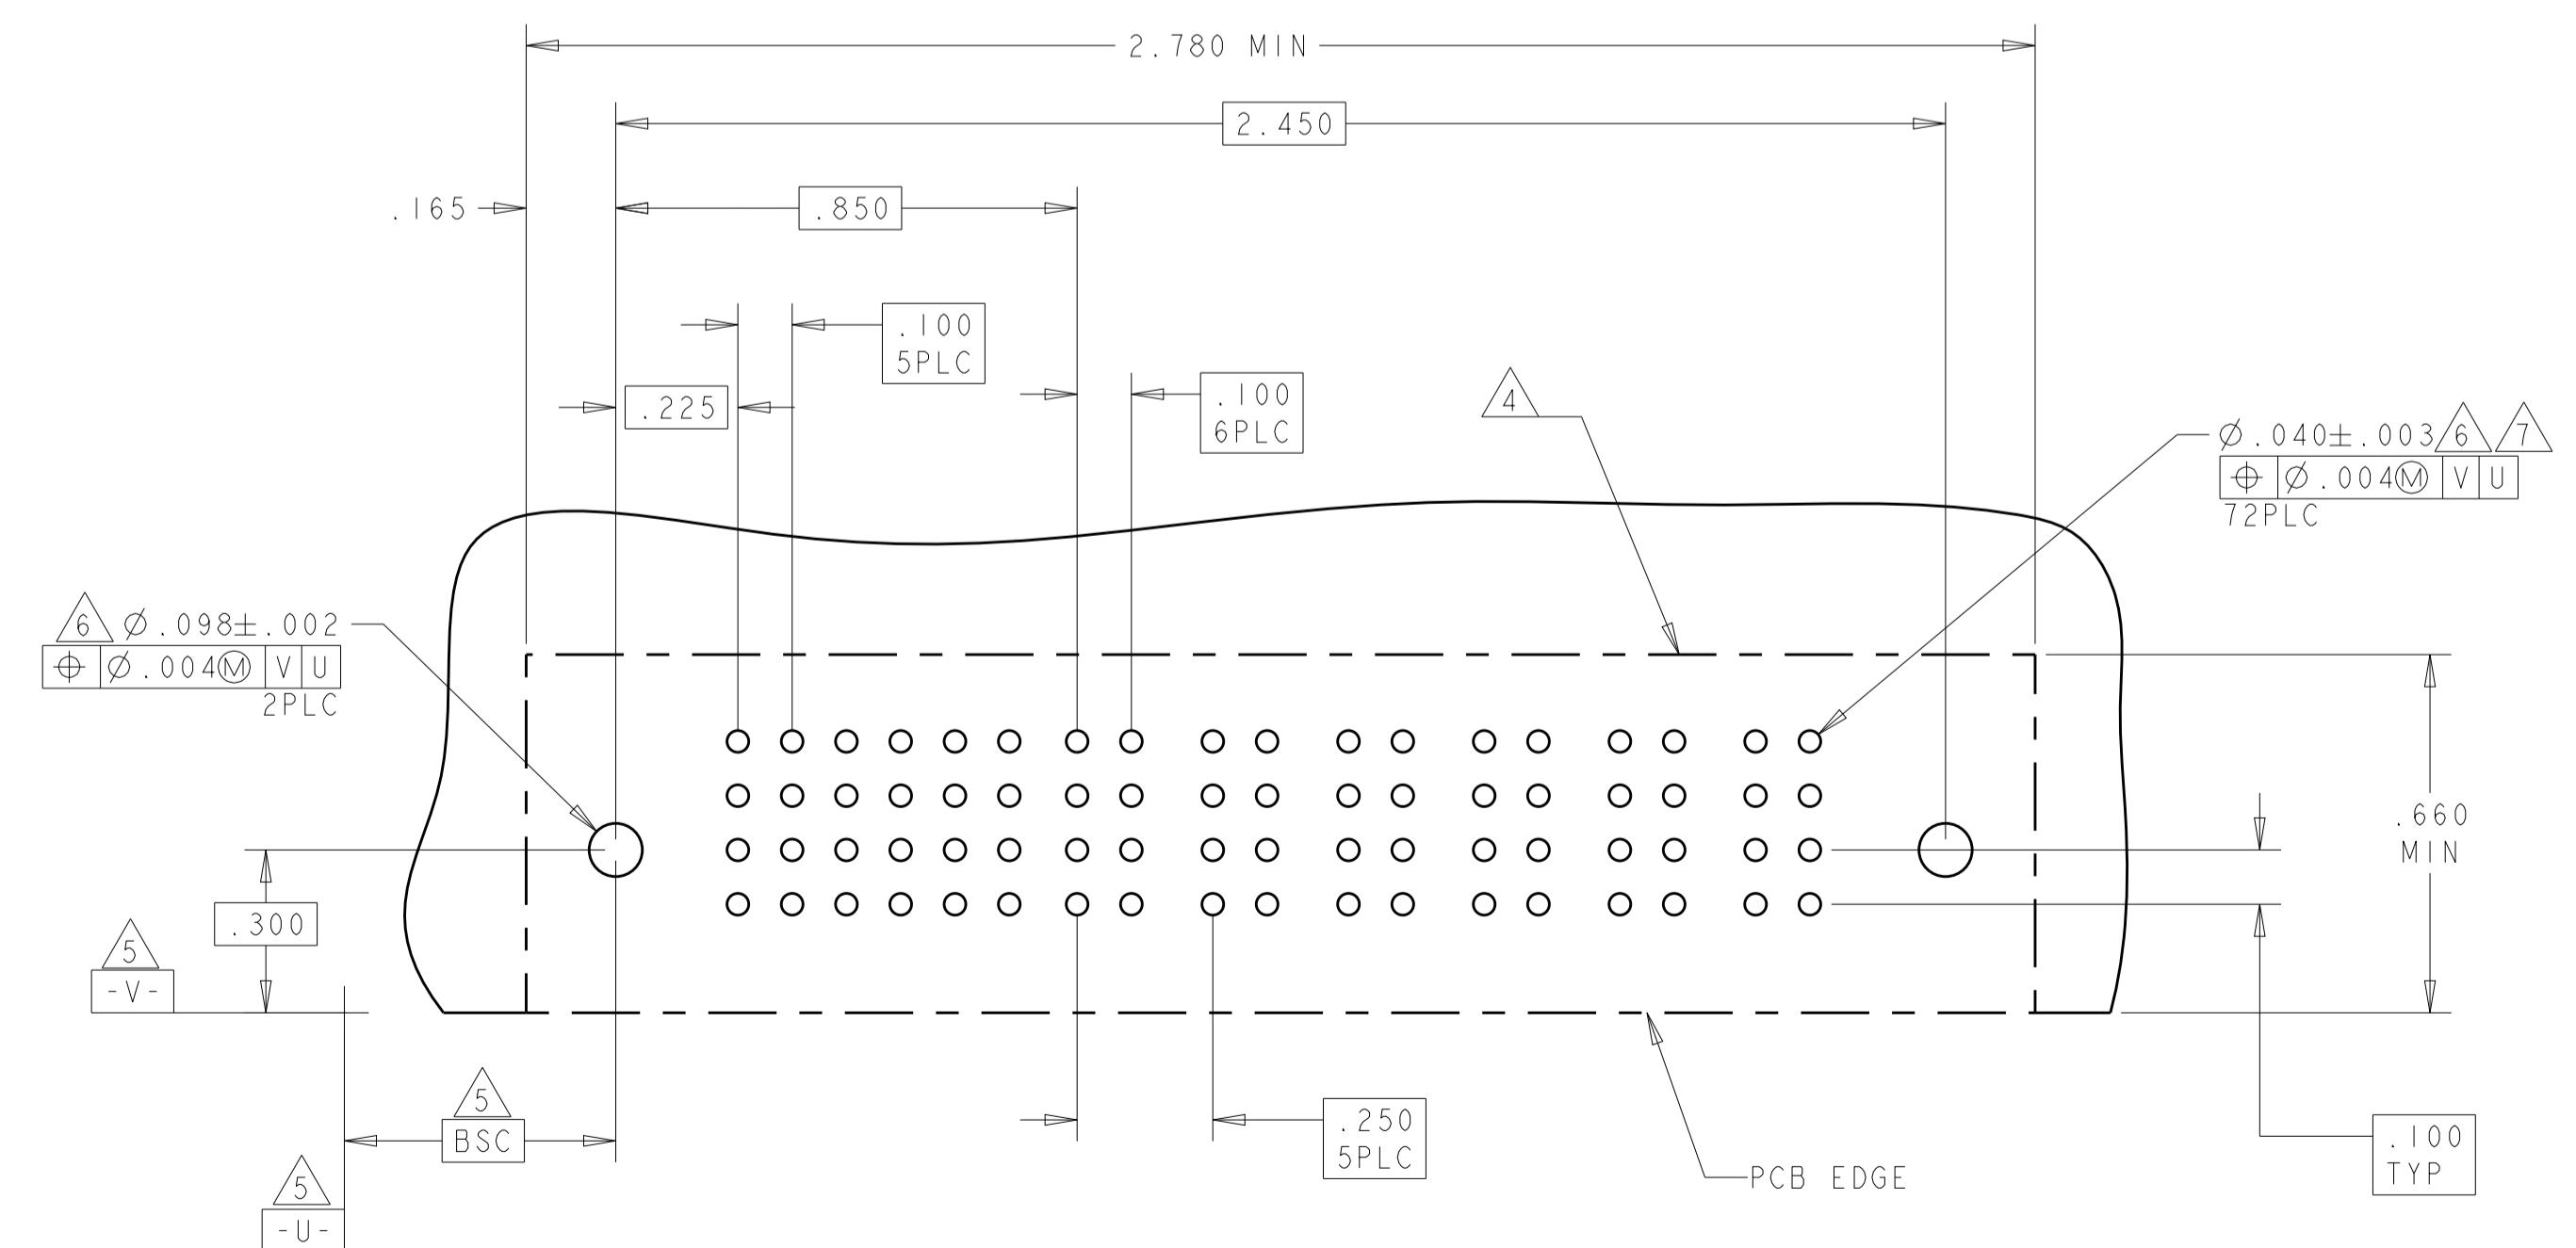 2.780 MIN
2.450
.165
.850
.100
5PLC
.225
.100
6PLC
4
Ø.040±.003 6 7
⌖ Ø.004Ⓜ V U
72PLC
6 Ø.098±.002
⌖ Ø.004Ⓜ V U
2PLC
.660
MIN
.300
5
-V-
5
BSC
.250
5PLC
.100
TYP
PCB EDGE
5
-U-